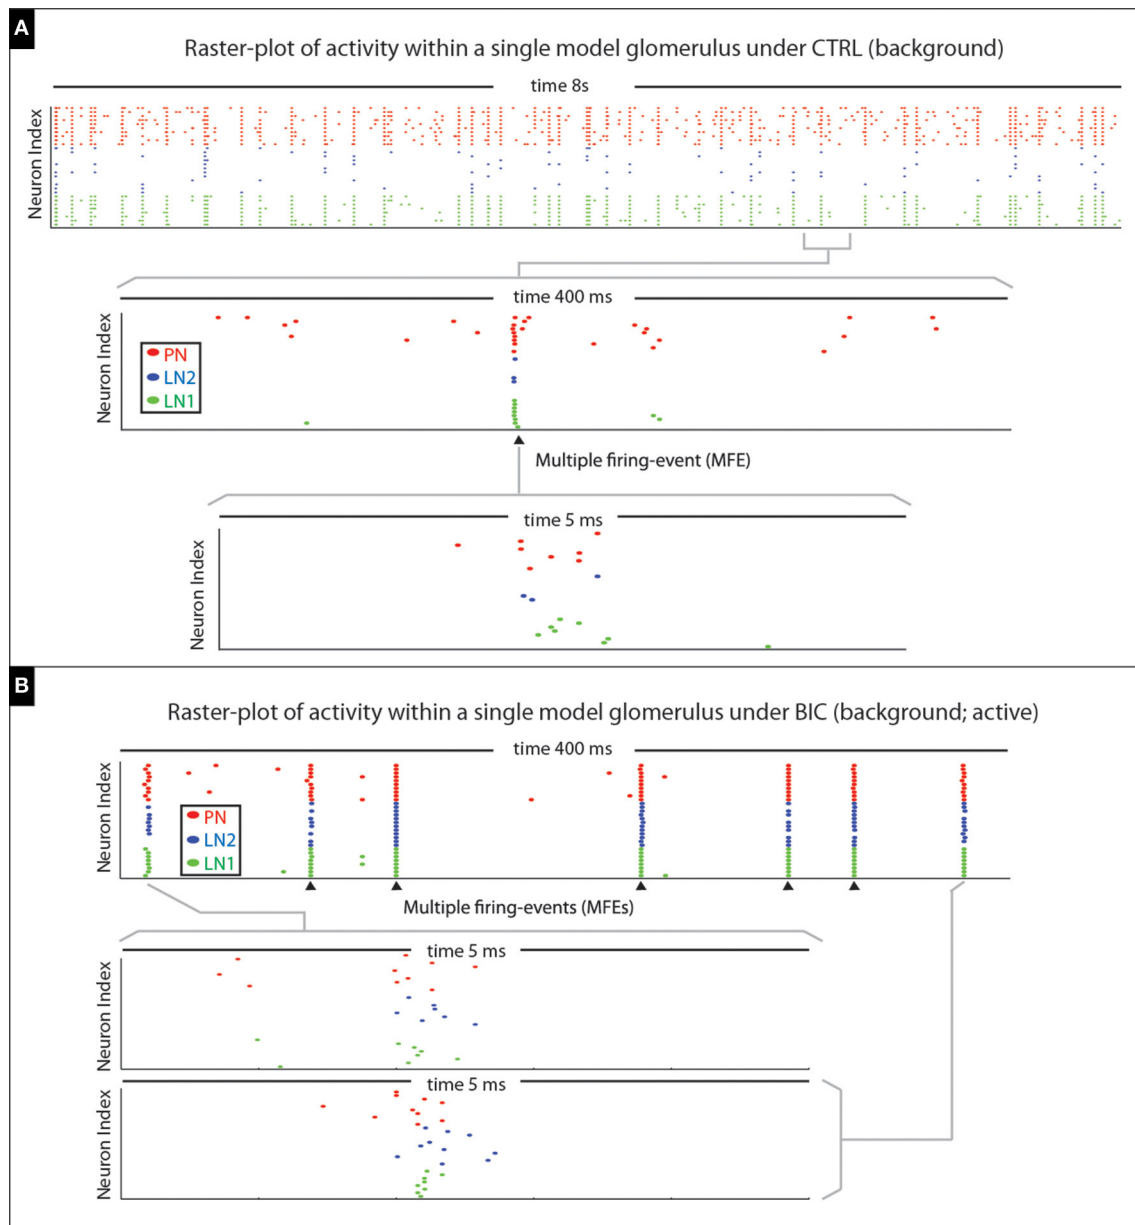 A
Raster-plot of activity within a single model glomerulus under CTRL (background)
time 8s
Neuron Index
time 400 ms
Neuron Index
PN
LN2
LN1
Multiple firing-event (MFE)
time 5 ms
Neuron Index
B
Raster-plot of activity within a single model glomerulus under BIC (background; active)
time 400 ms
Neuron Index
PN
LN2
LN1
Multiple firing-events (MFEs)
time 5 ms
Neuron Index
time 5 ms
Neuron Index